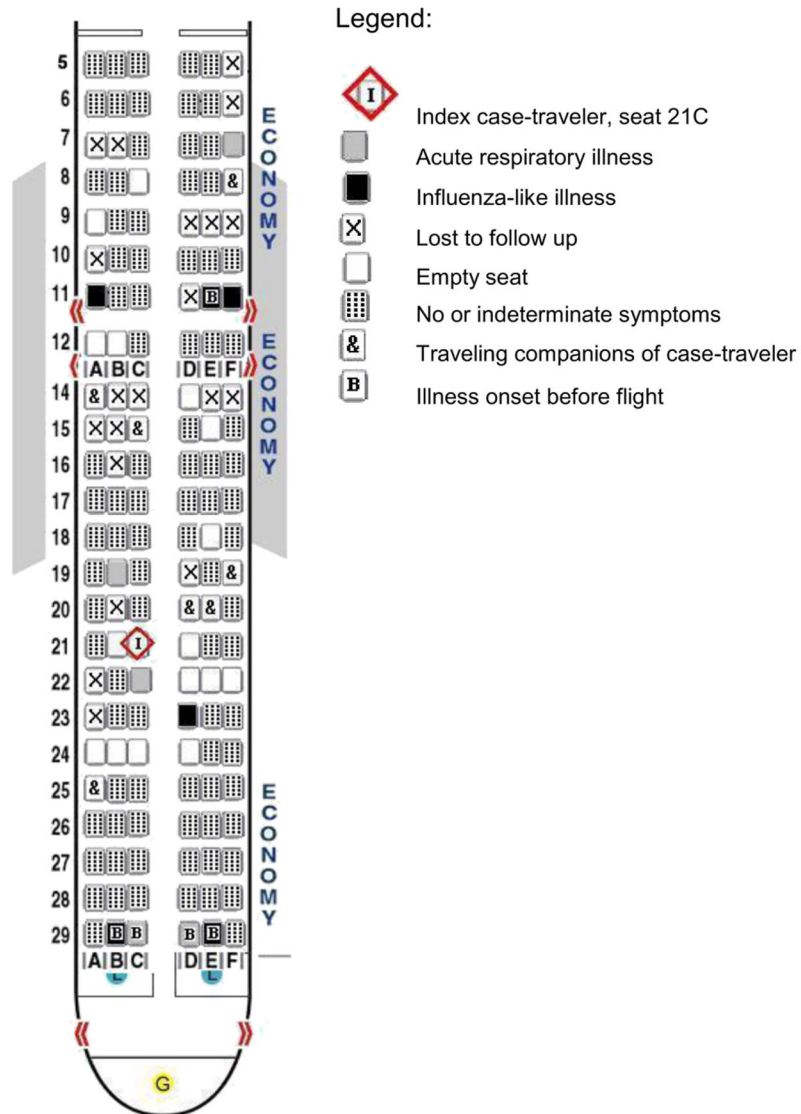 Legend:
I
Index case-traveler, seat 21C
Acute respiratory illness
Influenza-like illness
Lost to follow up
Empty seat
No or indeterminate symptoms
& Traveling companions of case-traveler
B Illness onset before flight
5
6
7
8 &
9
10
11 B
12
A B C D E F
14 &
15 &
16
17
18
19 &
20 & &
21 I
22
23
24
25 &
26
27
28
29 B B B B
A B C D E F
L L
G
ECONOMY
ECONOMY
ECONOMY